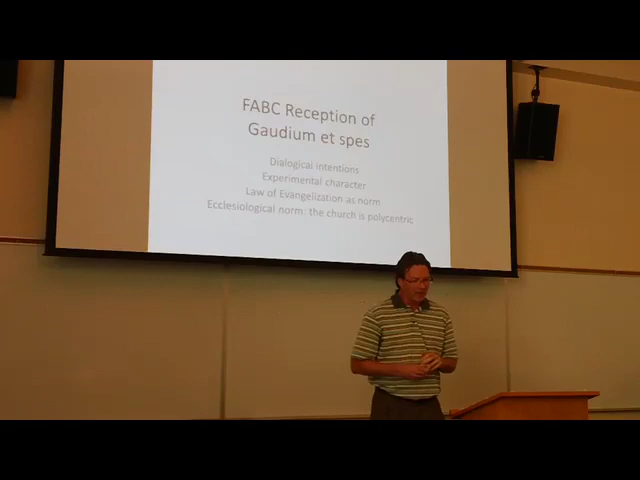 FABC Reception of
Gaudium et spes
Dialogical intentions
Experimental character
Law of Evangelization as norm
Ecclesiological norm: the church is polycentric